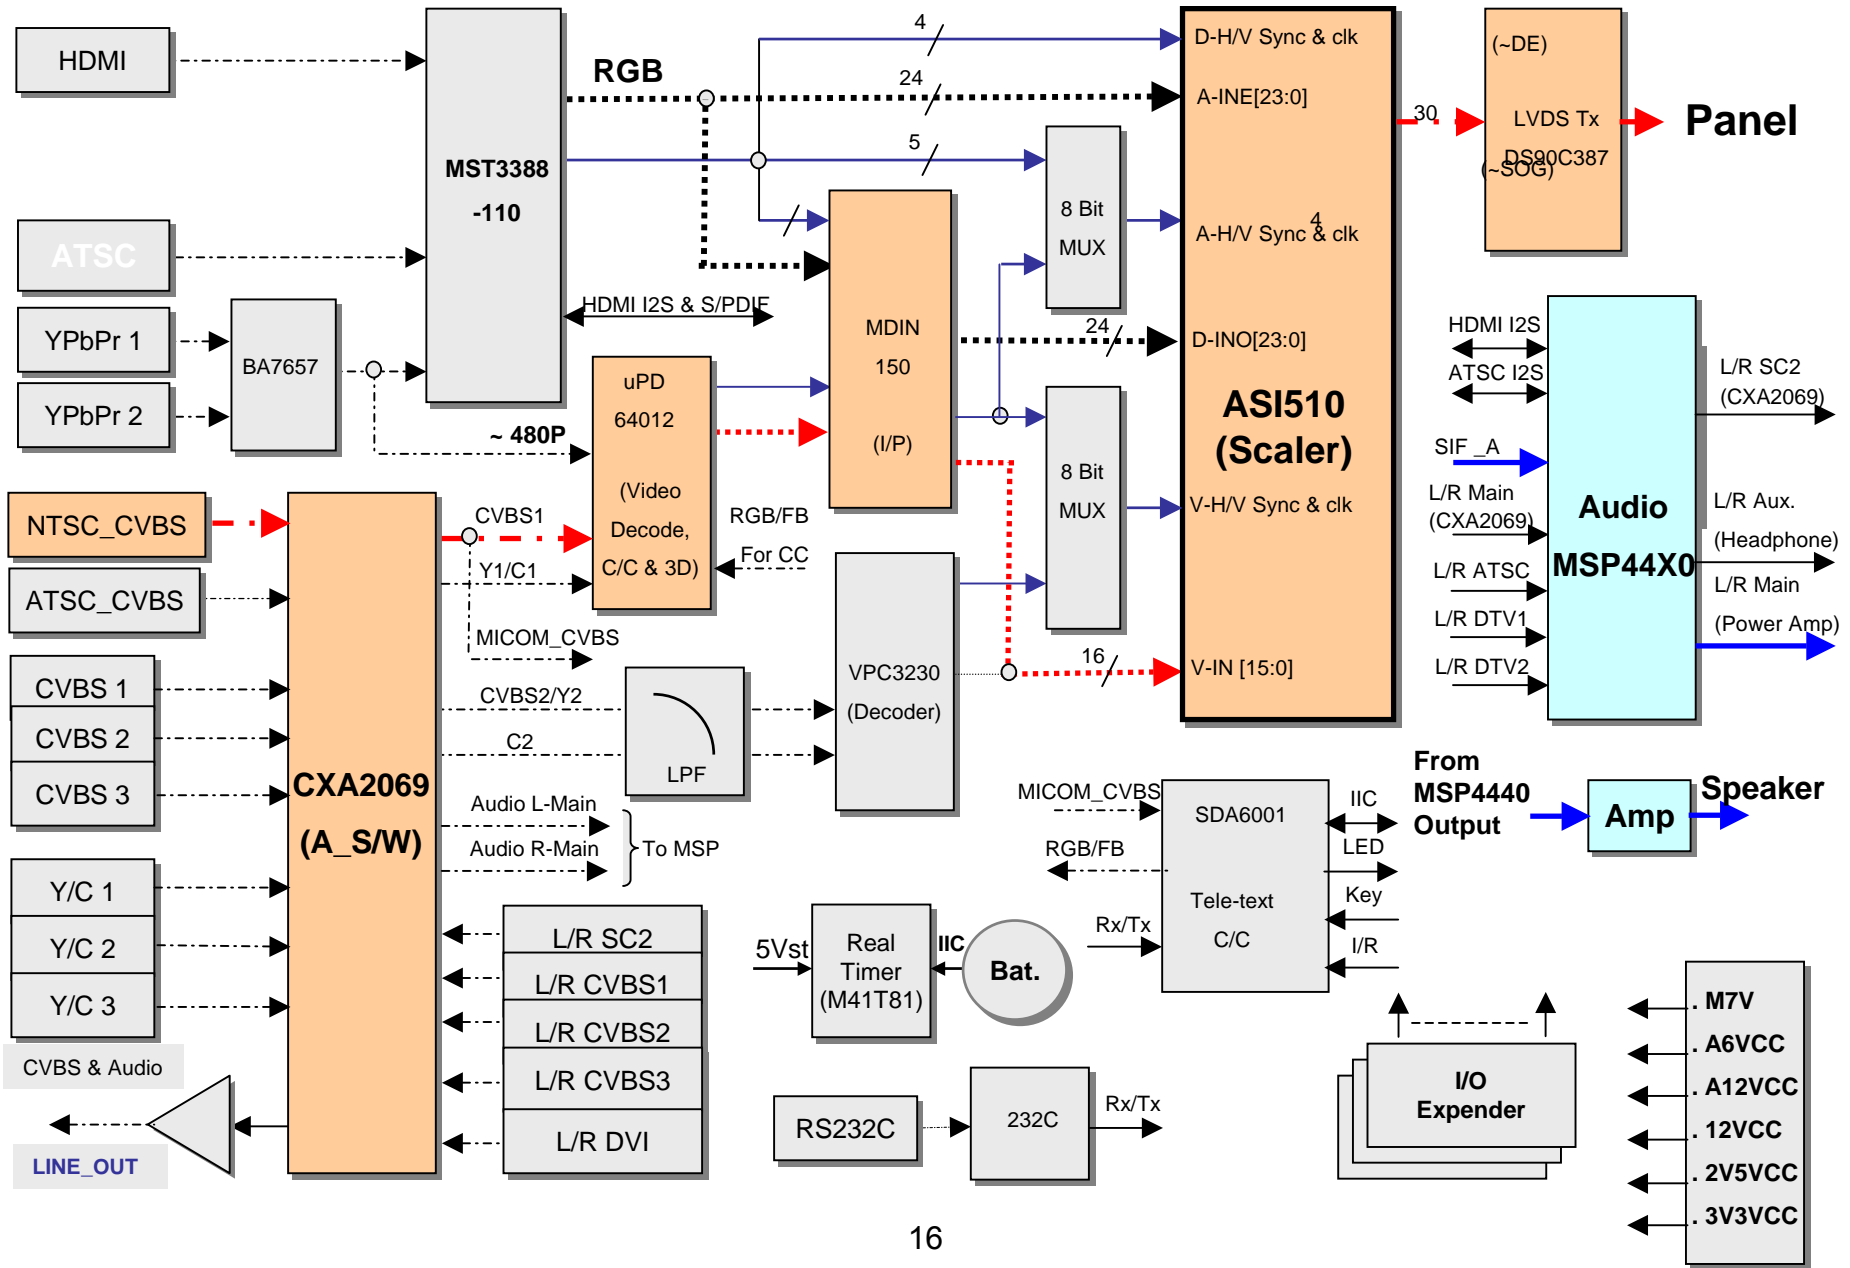 HDMI
ATSC
YPbPr 1
YPbPr 2
BA7657
MST3388
-110
RGB
4
24
5
HDMI I2S & S/PDIF
~ 480P
uPD
64012
(Video
Decode,
C/C & 3D)
MDIN
150
(I/P)
8 Bit
MUX
24
8 Bit
MUX
16
D-H/V Sync & clk
A-INE[23:0]
4
A-H/V Sync & clk
D-INO[23:0]
ASI510
(Scaler)
V-H/V Sync & clk
V-IN [15:0]
30
(~DE)
LVDS Tx
DS90C387
(~SOG)
Panel
NTSC_CVBS
ATSC_CVBS
CVBS 1
CVBS 2
CVBS 3
Y/C 1
Y/C 2
Y/C 3
CVBS & Audio
LINE_OUT
CXA2069
(A_S/W)
CVBS1
Y1/C1
MICOM_CVBS
CVBS2/Y2
C2
LPF
Audio L-Main
Audio R-Main
To MSP
RGB/FB
For CC
VPC3230
(Decoder)
L/R SC2
L/R CVBS1
L/R CVBS2
L/R CVBS3
L/R DVI
5Vst
Real
Timer
(M41T81)
IIC
Bat.
RS232C
232C
Rx/Tx
MICOM_CVBS
RGB/FB
Rx/Tx
SDA6001
Tele-text
C/C
IIC
LED
Key
I/R
HDMI I2S
ATSC I2S
SIF _A
L/R Main
(CXA2069)
L/R ATSC
L/R DTV1
L/R DTV2
Audio
MSP44X0
L/R SC2
(CXA2069)
L/R Aux.
(Headphone)
L/R Main
(Power Amp)
From
MSP4440
Output
Amp
Speaker
I/O
Expender
. M7V
. A6VCC
. A12VCC
. 12VCC
. 2V5VCC
. 3V3VCC
16